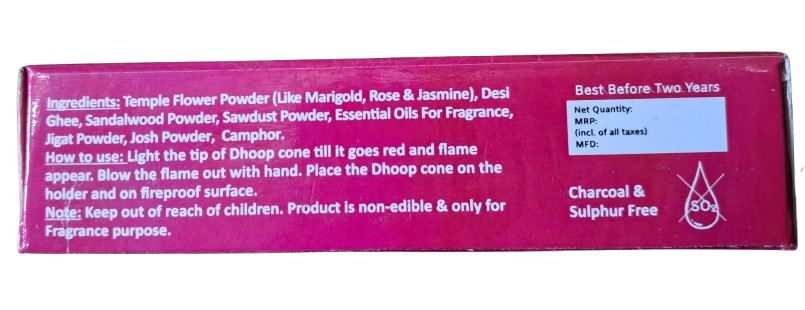 Ingredients: Temple Flower Powder (Like Marigold, Rose & Jasmine), Desi
Ghee, Sandalwood Powder, Sawdust Powder, Essential Oils For Fragrance,
Jigat Powder, Josh Powder, Camphor.
How to use: Light the tip of Dhoop cone till it goes red and flame
appear. Blow the flame out with hand. Place the Dhoop cone on the
holder and on fireproof surface.
Note: Keep out of reach of children. Product is non-edible & only for
Fragrance purpose.
Best Before Two Years
Net Quantity:
MRP:
(incl. of all taxes)
MFD:
Charcoal &
Sulphur Free
SO₂